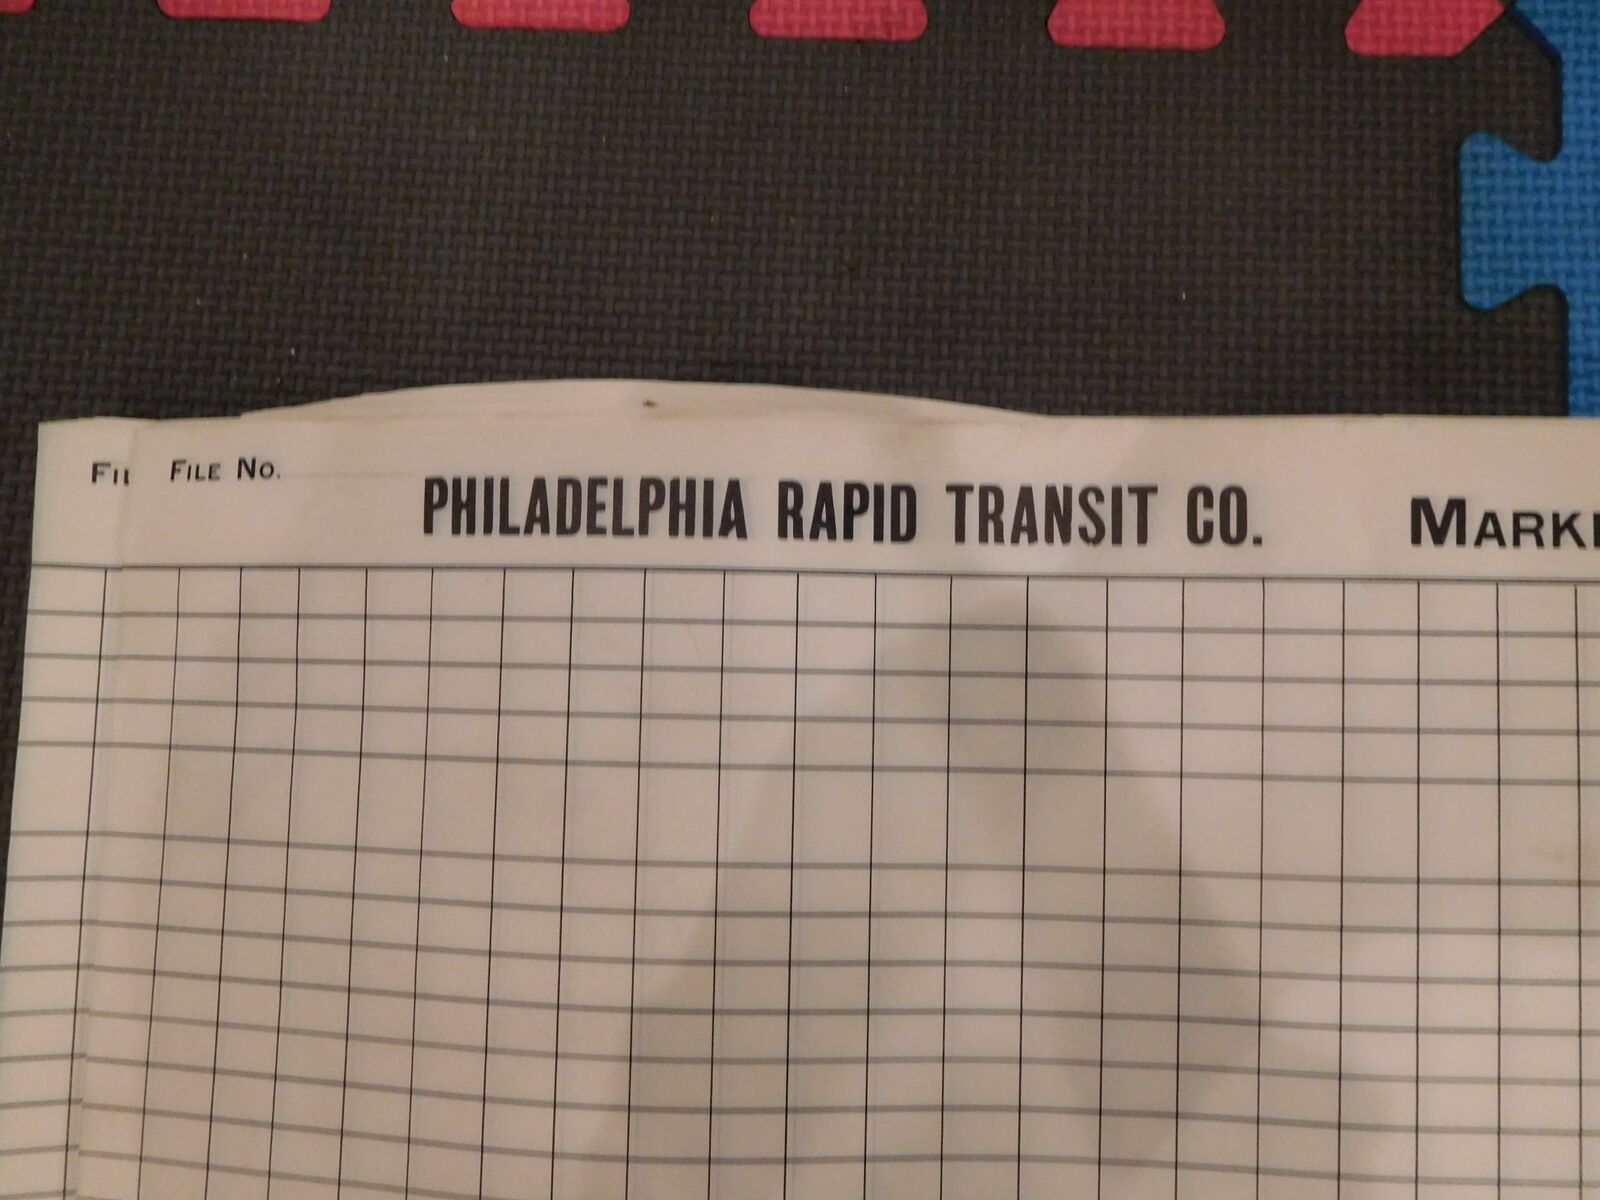 FILE NO.
PHILADELPHIA RAPID TRANSIT CO.